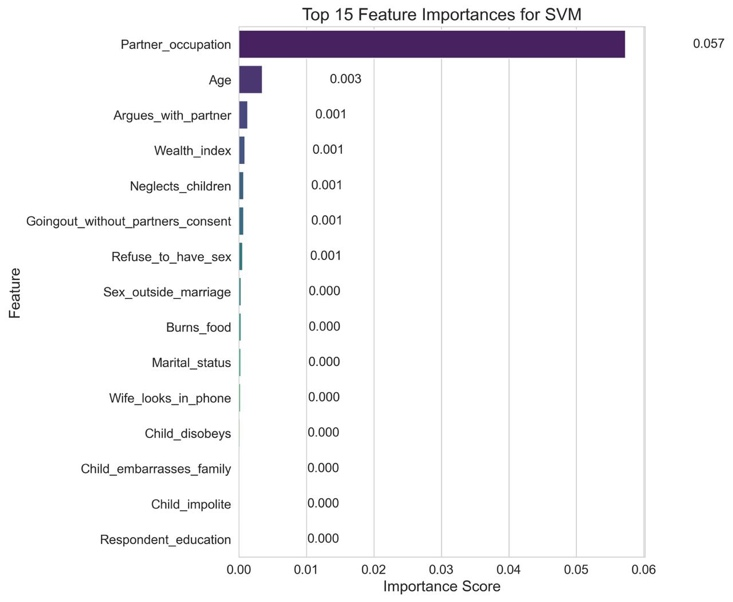 Top 15 Feature Importances for SVM
Partner_occupation 0.057
Age 0.003
Argues_with_partner 0.001
Wealth_index 0.001
Neglects_children 0.001
Goingout_without_partners_consent 0.001
Refuse_to_have_sex 0.001
Sex_outside_marriage 0.000
Burns_food 0.000
Marital_status 0.000
Wife_looks_in_phone 0.000
Child_disobeys 0.000
Child_embarrasses_family 0.000
Child_impolite 0.000
Respondent_education 0.000
Feature
0.00 0.01 0.02 0.03 0.04 0.05 0.06
Importance Score